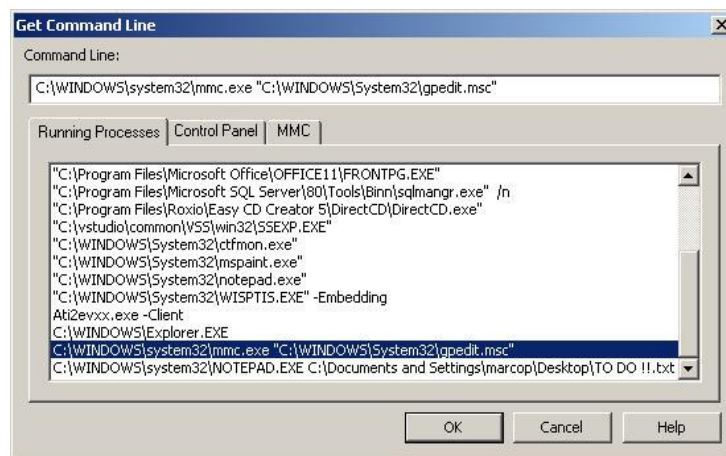 Get Command Line
Command Line:
C:\WINDOWS\system32\mmc.exe "C:\WINDOWS\System32\gpedit.msc"
Running Processes Control Panel MMC
"C:\Program Files\Microsoft Office\OFFICE11\FRONTPG.EXE"
"C:\Program Files\Microsoft SQL Server\80\Tools\Binn\sqlmangr.exe" /n
"C:\Program Files\Roxio\Easy CD Creator 5\DirectCD\DirectCD.exe"
"C:\vstudio\common\VSS\win32\SSEXP.EXE"
"C:\WINDOWS\System32\ctfmon.exe"
"C:\WINDOWS\System32\mspaint.exe"
"C:\WINDOWS\System32\notepad.exe"
"C:\WINDOWS\System32\WISPTIS.EXE" -Embedding
Ati2evxx.exe -Client
C:\WINDOWS\Explorer.EXE
C:\WINDOWS\system32\mmc.exe "C:\WINDOWS\System32\gpedit.msc"
C:\WINDOWS\system32\NOTEPAD.EXE C:\Documents and Settings\marcop\Desktop\TO DO !!.txt
OK Cancel Help